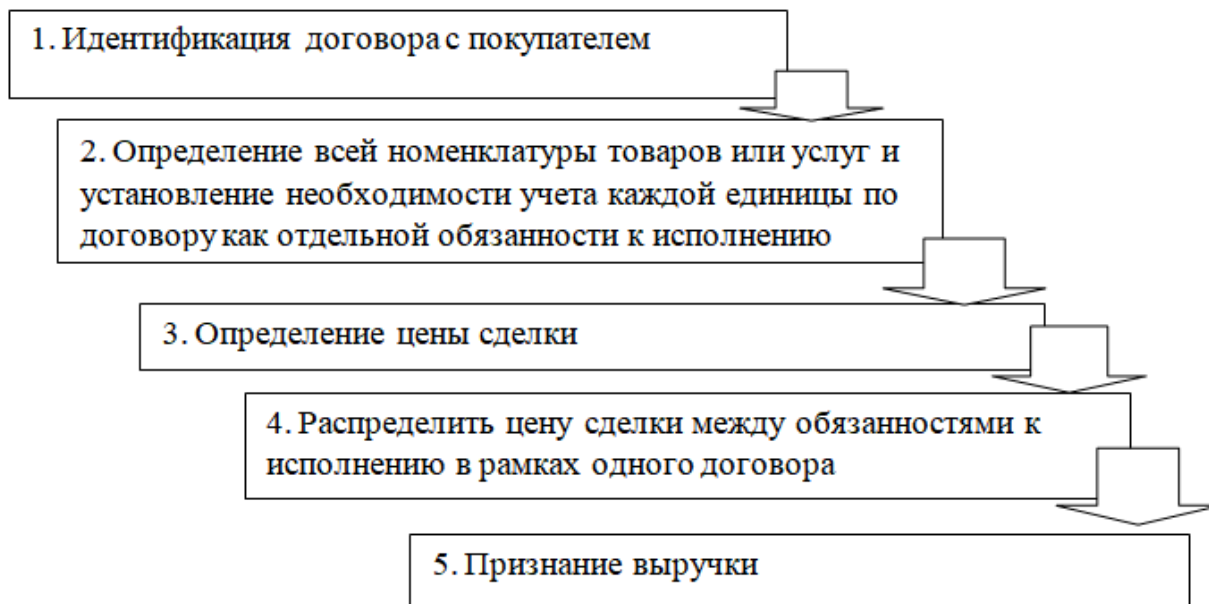 1. Идентификация договора с покупателем
2. Определение всей номенклатуры товаров или услуг и
установление необходимости учета каждой единицы по
договору как отдельной обязанности к исполнению
3. Определение цены сделки
4. Распределить цену сделки между обязанностями к
исполнению в рамках одного договора
5. Признание выручки